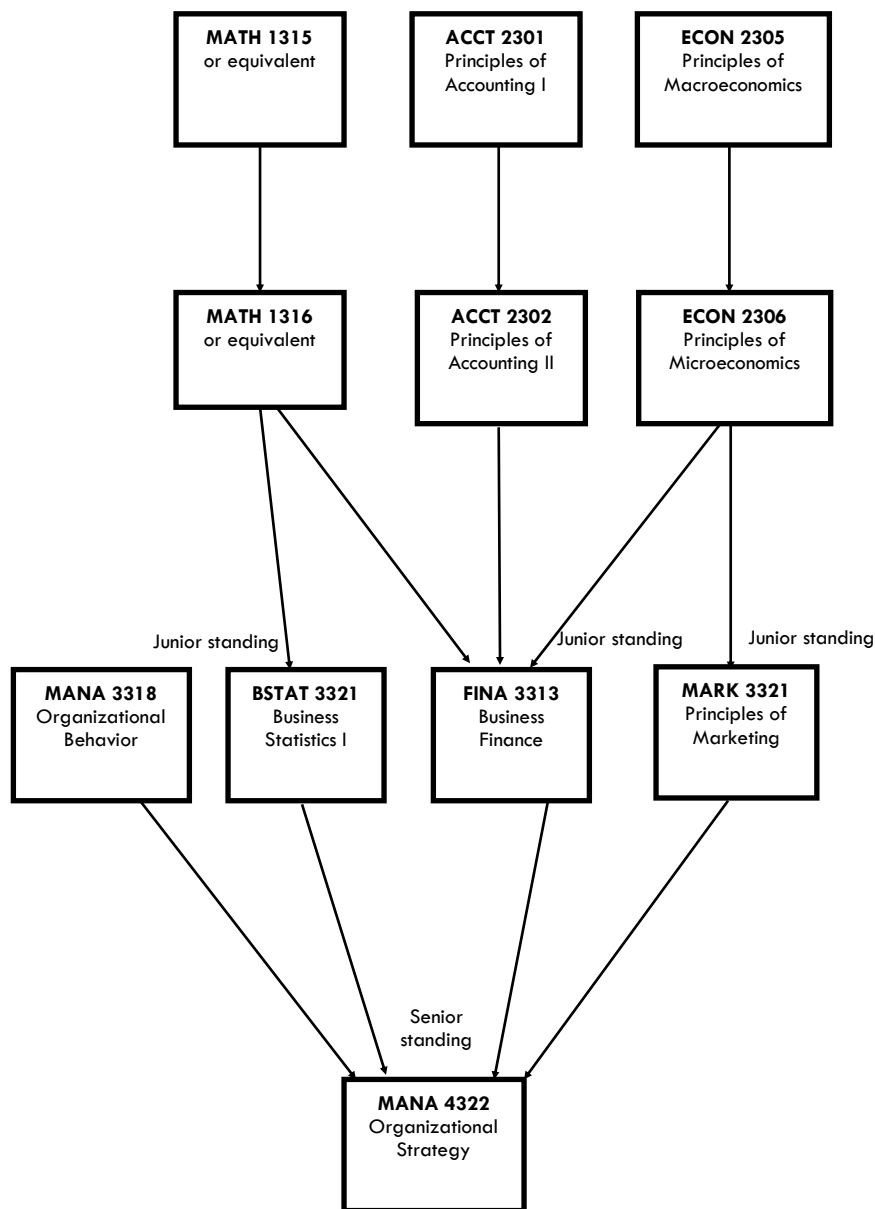 MATH 1315
or equivalent
ACCT 2301
Principles of
Accounting I
ECON 2305
Principles of
Macroeconomics
MATH 1316
or equivalent
ACCT 2302
Principles of
Accounting II
ECON 2306
Principles of
Microeconomics
Junior standing
Junior standing
Junior standing
MANA 3318
Organizational
Behavior
BSTAT 3321
Business
Statistics I
FINA 3313
Business
Finance
MARK 3321
Principles of
Marketing
Senior
standing
MANA 4322
Organizational
Strategy